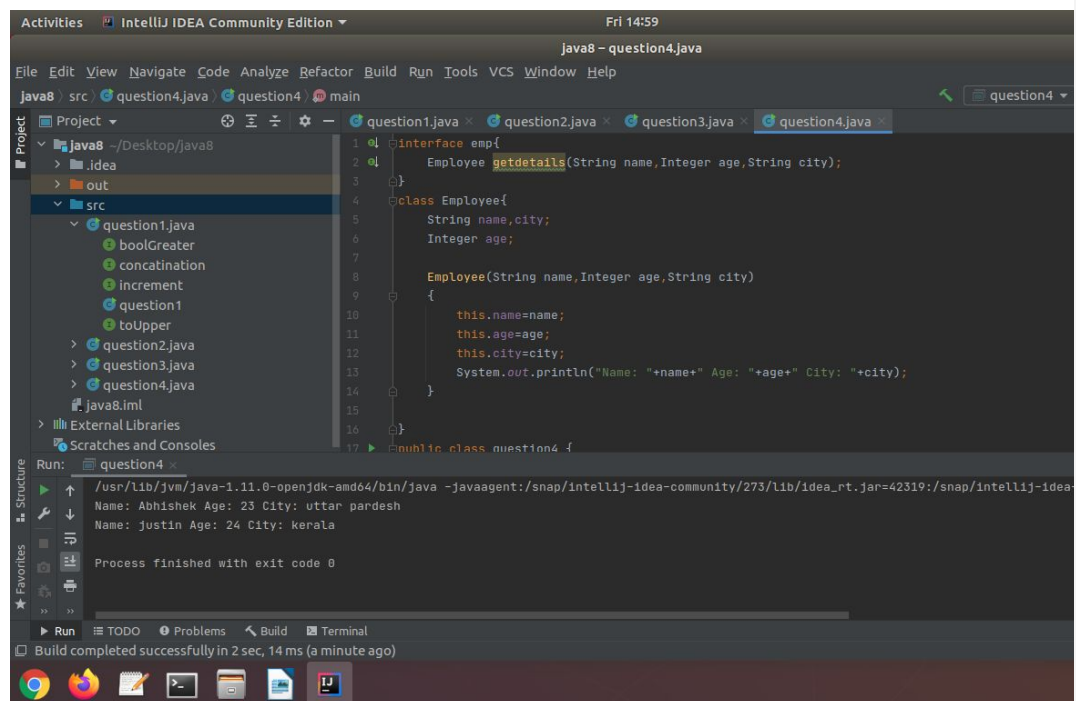 Activities IntelliJ IDEA Community Edition Fri 14:59
java8 – question4.java
File Edit View Navigate Code Analyze Refactor Build Run Tools VCS Window Help
java8 src question4.java question4 main question4
Project
Project question1.java question2.java question3.java question4.java
java8 ~/Desktop/java8
.idea
out
src
question1.java
boolGreater
concatination
increment
question1
toUpper
question2.java
question3.java
question4.java
java8.iml
External Libraries
Scratches and Consoles
1 interface emp{
2 Employee getdetails(String name,Integer age,String city);
3 }
4 class Employee{
5 String name,city;
6 Integer age;
7
8 Employee(String name,Integer age,String city)
9 {
10 this.name=name;
11 this.age=age;
12 this.city=city;
13 System.out.println("Name: "+name+" Age: "+age+" City: "+city);
14 }
15
16 }
17 public class question4 {
Structure
Favorites
Run: question4
/usr/lib/jvm/java-1.11.0-openjdk-amd64/bin/java -javaagent:/snap/intellij-idea-community/273/lib/idea_rt.jar=42319:/snap/intellij-idea-
Name: Abhishek Age: 23 City: uttar pardesh
Name: justin Age: 24 City: kerala
Process finished with exit code 0
Run TODO Problems Build Terminal
Build completed successfully in 2 sec, 14 ms (a minute ago)